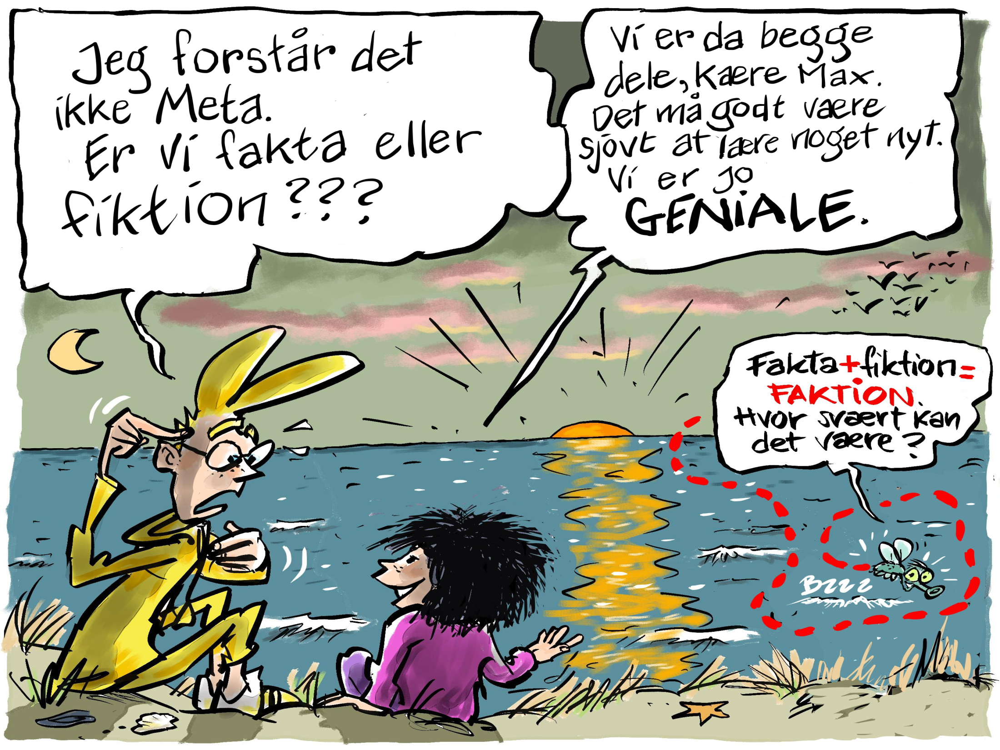 Jeg forstår det
ikke Meta.
Er vi fakta eller
fiktion???
Vi er da begge
dele, kære Max.
Det må godt være
sjovt at lære noget nyt.
Vi er jo
GENIALE.
Fakta+fiktion=
FAKTION.
Hvor svært kan
det være?
Bzzz